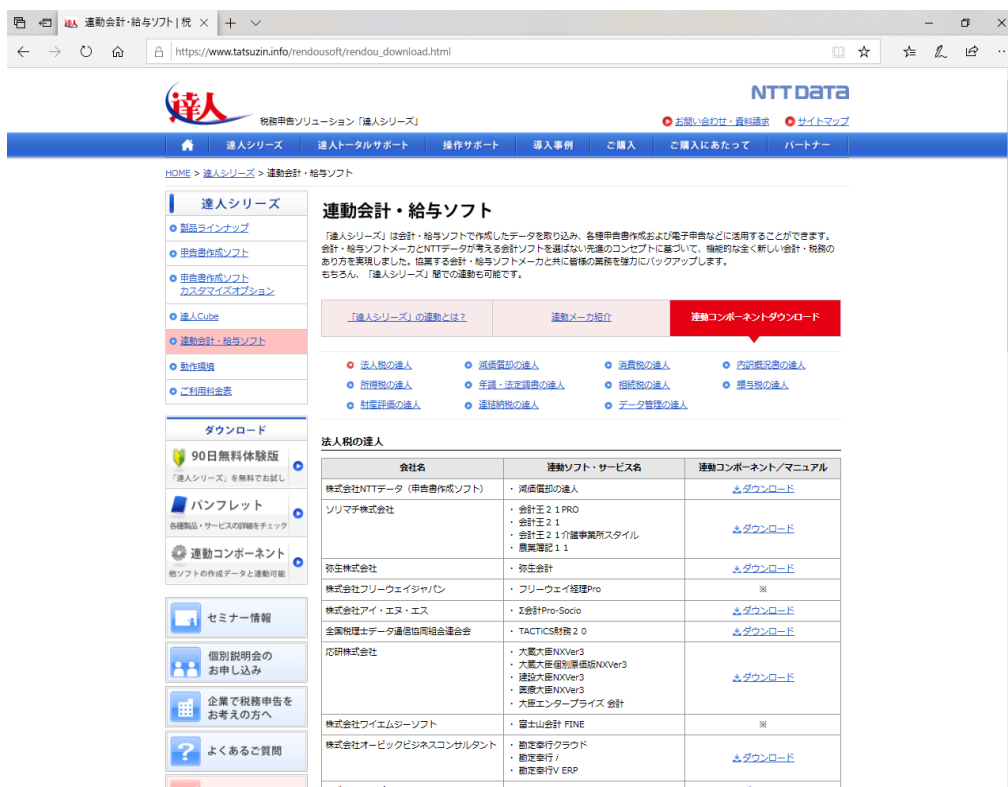 達人 連動会計・給与ソフト | 税
https://www.tatsuzin.info/rendousoft/rendou_download.html
達人
税務申告ソリューション「達人シリーズ」
NTT DATA
お問い合わせ・資料請求 サイトマップ
達人シリーズ 達人トータルサポート 操作サポート 導入事例 ご購入 ご購入にあたって パートナー
HOME > 達人シリーズ > 連動会計・給与ソフト
達人シリーズ
製品ラインナップ
申告書作成ソフト
申告書作成ソフト
カスタマイズオプション
達人Cube
連動会計・給与ソフト
動作環境
ご利用料金表
ダウンロード
90日無料体験版
「達人シリーズ」を無料でお試し
パンフレット
各種製品・サービスの詳細をチェック
連動コンポーネント
他ソフトの作成データと連動可能
セミナー情報
個別説明会の
お申し込み
企業で税務申告を
お考えの方へ
よくあるご質問
連動会計・給与ソフト
「達人シリーズ」は会計・給与ソフトで作成したデータを取り込み、各種申告書作成および電子申告などに活用することができます。
会計・給与ソフトメーカとNTTデータが考える会計ソフトを選ばない先進のコンセプトに基づいて、機能的な全く新しい会計・税務の
あり方を実現しました。協業する会計・給与ソフトメーカと共に皆様の業務を強力にバックアップします。
もちろん、「達人シリーズ」間での連動も可能です。
「達人シリーズ」の連動とは? 連動メーカ紹介 連動コンポーネントダウンロード
法人税の達人 減価償却の達人 消費税の達人 内訳概況書の達人
所得税の達人 年調・法定調書の達人 相続税の達人 贈与税の達人
財産評価の達人 連結納税の達人 データ管理の達人
法人税の達人
会社名 連動ソフト・サービス名 連動コンポーネント/マニュアル
株式会社NTTデータ(申告書作成ソフト) ・ 減価償却の達人 ダウンロード
ソリマチ株式会社 ・ 会計王21PRO
・ 会計王21
・ 会計王21介護事業所スタイル
・ 農業簿記11
ダウンロード
弥生株式会社 ・ 弥生会計 ダウンロード
株式会社フリーウェイジャパン ・ フリーウェイ経理Pro ※
株式会社アイ・エヌ・エス ・ Σ会計Pro-Socio ダウンロード
全国税理士データ通信協同組合連合会 ・ TACTiCS財務20 ダウンロード
応研株式会社 ・ 大蔵大臣NXVer3
・ 大蔵大臣個別原価版NXVer3
・ 建設大臣NXVer3
・ 医療大臣NXVer3
・ 大臣エンタープライズ 会計
ダウンロード
株式会社ワイエムジーソフト ・ 富士山会計 FINE ※
株式会社オービックビジネスコンサルタント ・ 勘定奉行クラウド
・ 勘定奉行 i
・ 勘定奉行V ERP
ダウンロード